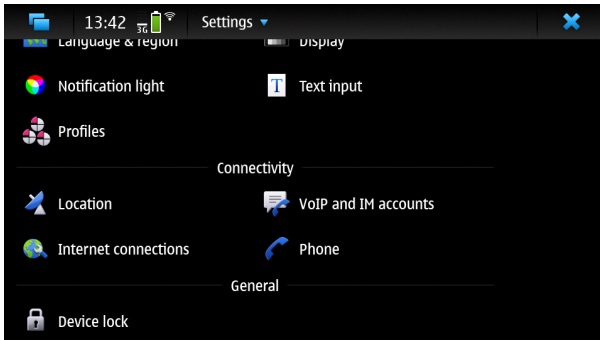 13:42 3G Settings
Language & region Display
Notification light T Text input
Profiles
Connectivity
Location VoIP and IM accounts
Internet connections Phone
General
Device lock